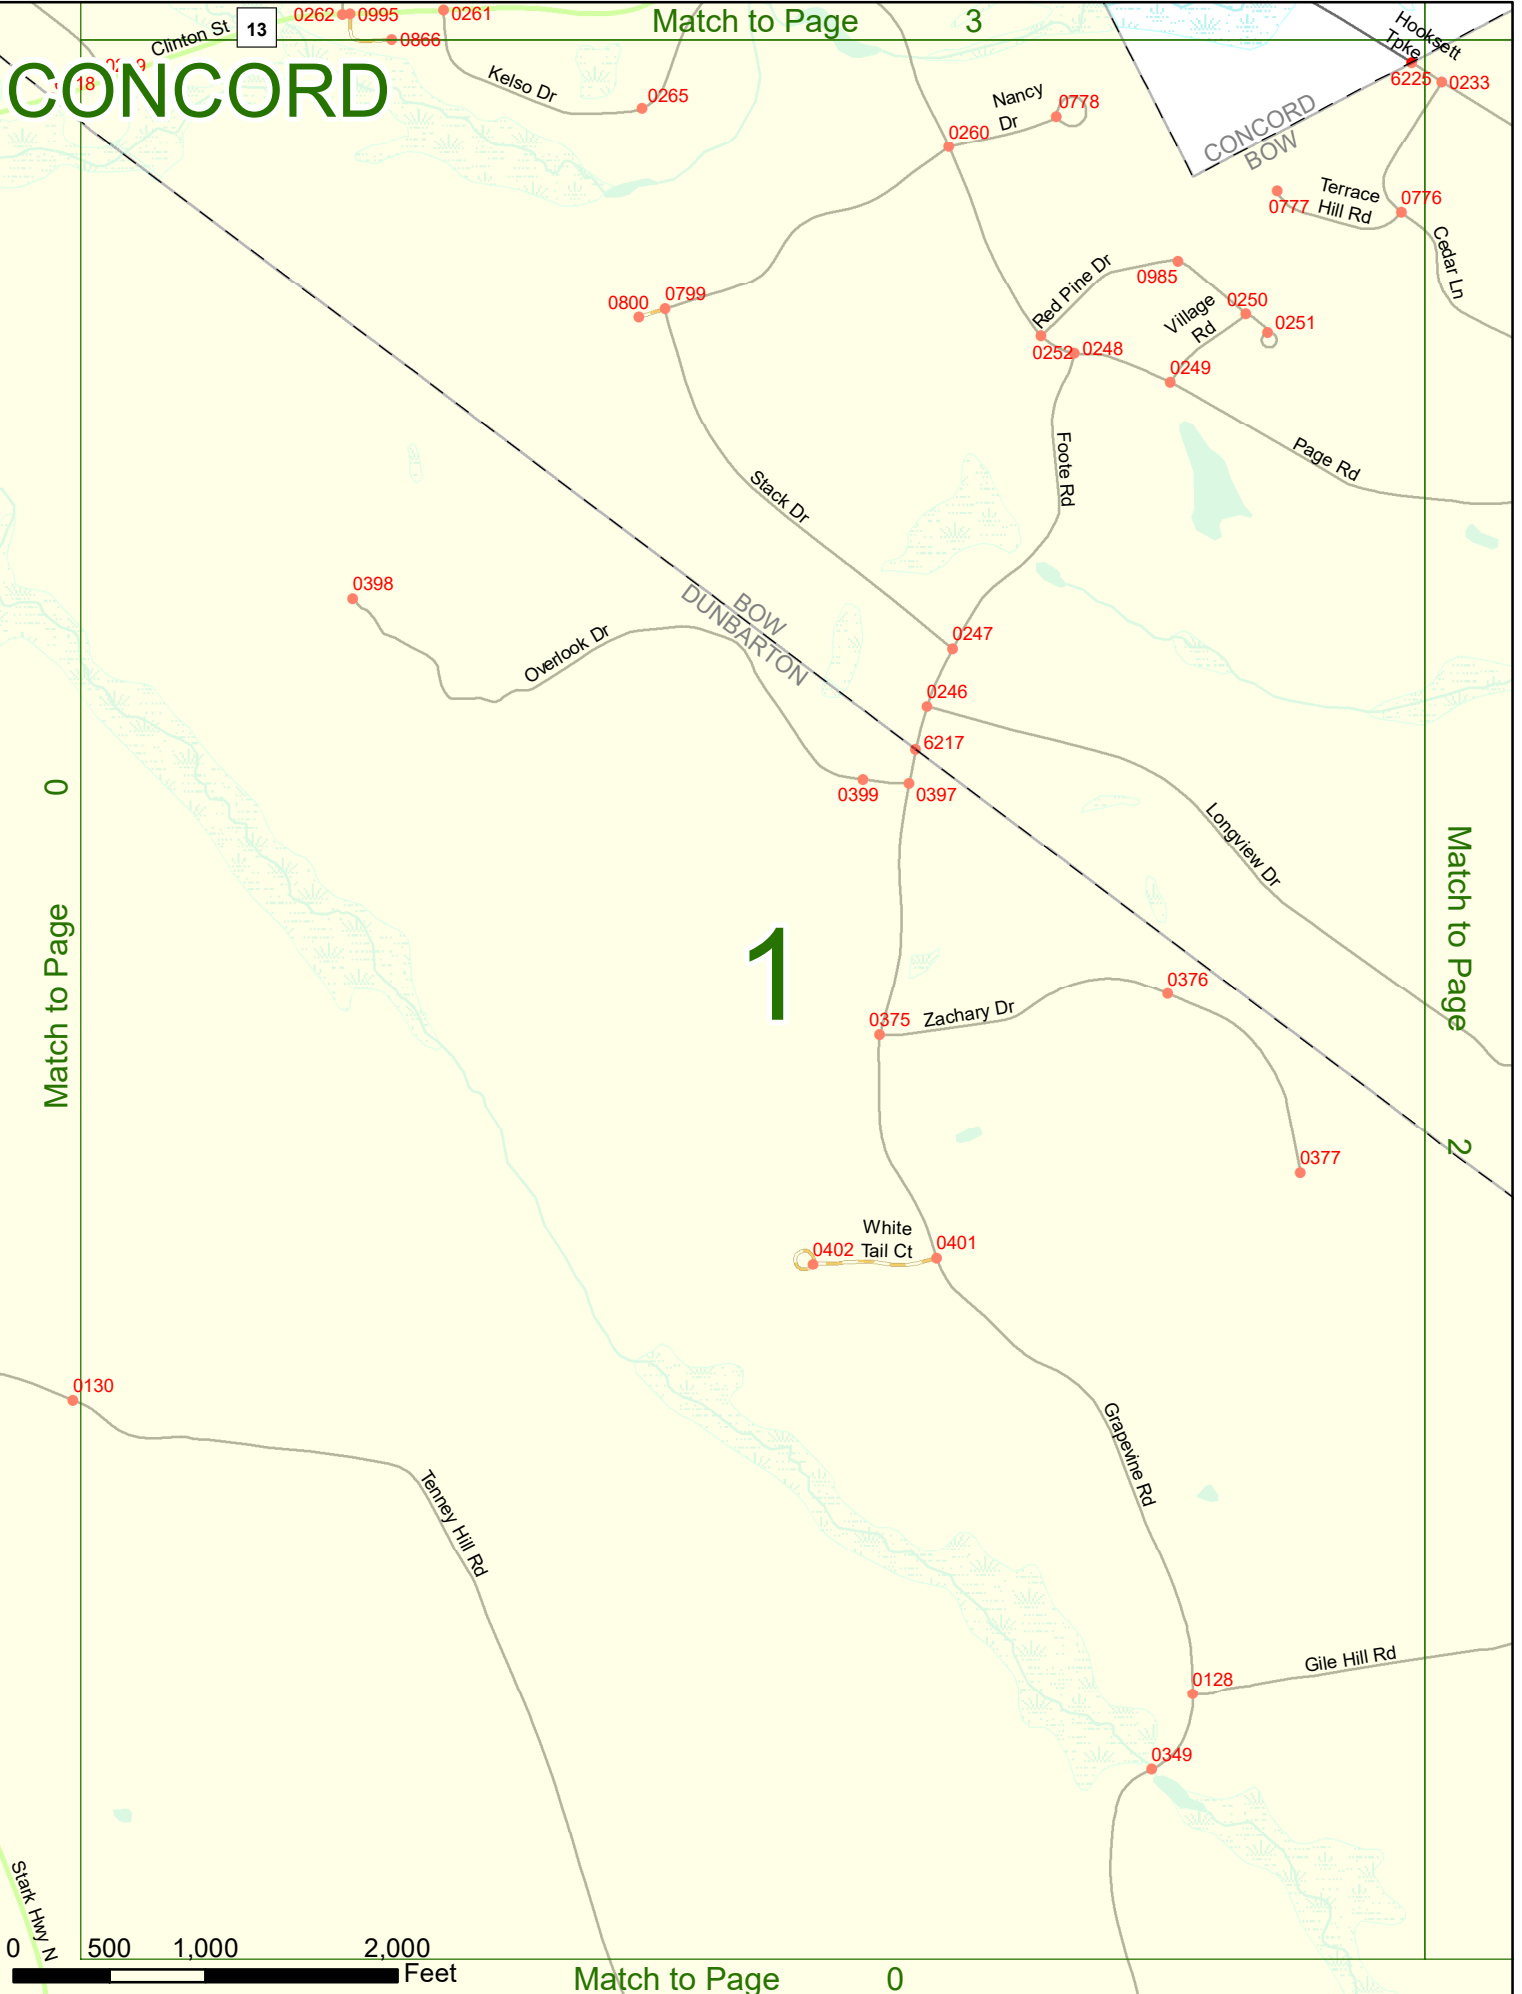 Match to Page 3
0262
0995
0261
0866
Clinton St
13
CONCORD
18
Kelso Dr
0265
Nancy
Dr
0778
0260
Hooksett
Tpke
6225
0233
CONCORD
BOW
Terrace
Hill Rd
0777
0776
Cedar Ln
Red Pine Dr
0985
Village
Rd
0250
0251
0800
0799
0252
0248
0249
Page Rd
Foote Rd
Stack Dr
0398
Overlook Dr
BOW
DUNBARTON
0247
0246
6217
0399
0397
Longview Dr
Match to Page 0
1
Match to Page 2
0376
0375
Zachary Dr
0377
White
Tail Ct
0402
0401
0130
Tenney Hill Rd
Grapevine Rd
Gile Hill Rd
0128
0349
Stark Hwy N
0 500 1,000 2,000
Feet
Match to Page 0